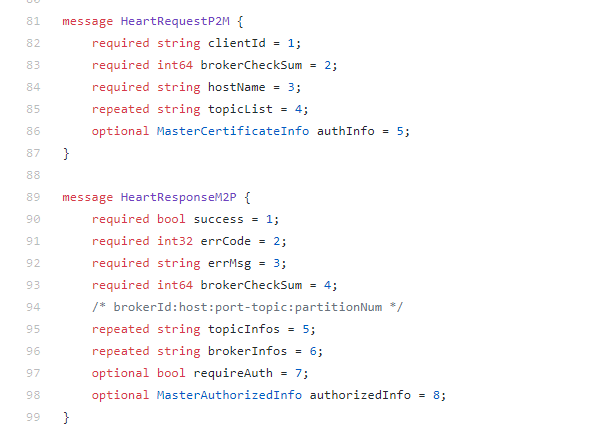 81 message HeartRequestP2M {
82     required string clientId = 1;
83     required int64 brokerCheckSum = 2;
84     required string hostName = 3;
85     repeated string topicList = 4;
86     optional MasterCertificateInfo authInfo = 5;
87 }
88
89 message HeartResponseM2P {
90     required bool success = 1;
91     required int32 errCode = 2;
92     required string errMsg = 3;
93     required int64 brokerCheckSum = 4;
94     /* brokerId:host:port-topic:partitionNum */
95     repeated string topicInfos = 5;
96     repeated string brokerInfos = 6;
97     optional bool requireAuth = 7;
98     optional MasterAuthorizedInfo authorizedInfo = 8;
99 }